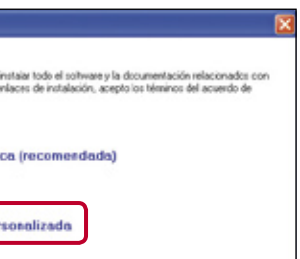 instalar todo el software y la documentación relacionados con
enlaces de instalación, acepto los términos del acuerdo de
ca (recomendada)
rsonalizada